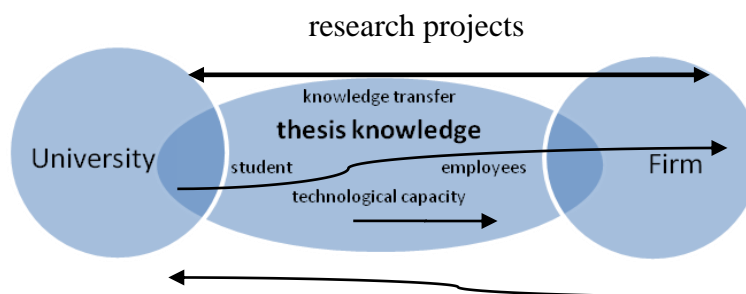 research projects
knowledge transfer
thesis knowledge
University
student
employees
Firm
technological capacity